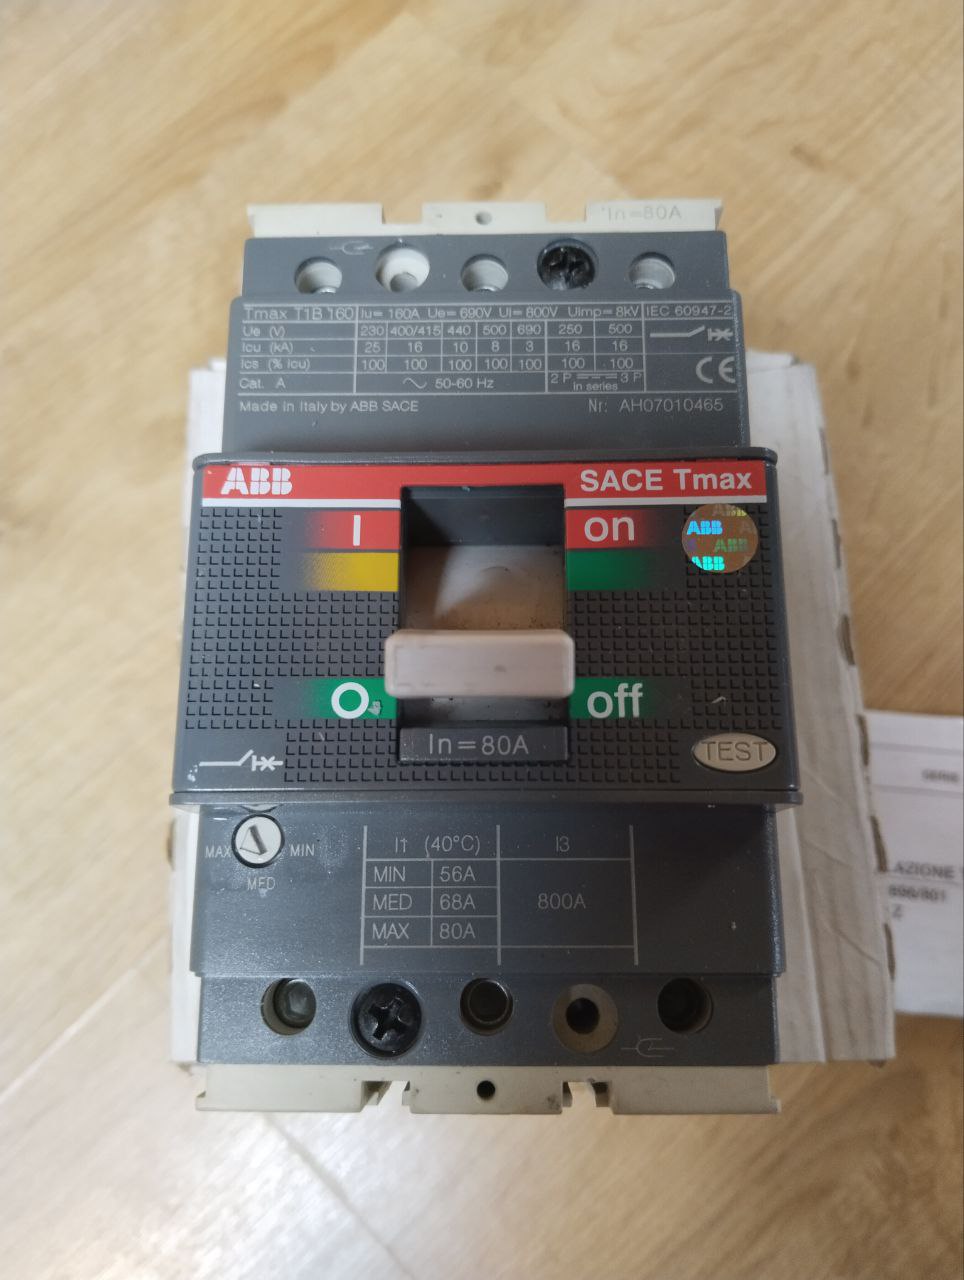 In=80A
Tmax T1B 160 Iu= 160A Ue= 690V Ui= 800V Uimp= 8kV IEC 60947-2
Ue (V) 230 400/415 440 500 690 250 500
Icu (kA) 25 16 10 8 3 16 16
Ics (% Icu) 100 100 100 100 100 100 100
Cat. A ~ 50-60 Hz 2 P 3 P in series
CE
Made in Italy by ABB SACE Nr: AH07010465
ABB SACE Tmax
I on
ABB
ABB
ABB
ABB
O off
In=80A
TEST
MAX MIN
MED
I1 (40°C) I3
MIN 56A
MED 68A 800A
MAX 80A
LAZIONE